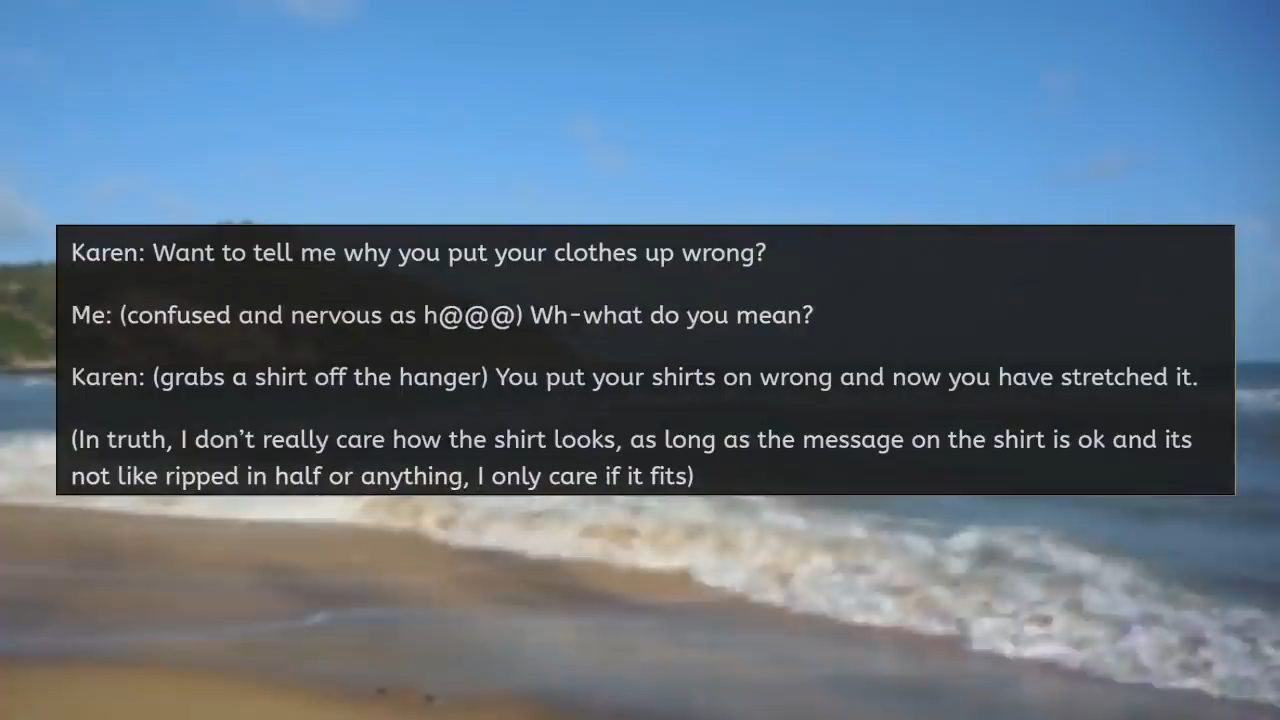 Karen: Want to tell me why you put your clothes up wrong?
Me: (confused and nervous as h@@@) Wh-what do you mean?
Karen: (grabs a shirt off the hanger) You put your shirts on wrong and now you have stretched it.
(In truth, I don’t really care how the shirt looks, as long as the message on the shirt is ok and its
not like ripped in half or anything, I only care if it fits)